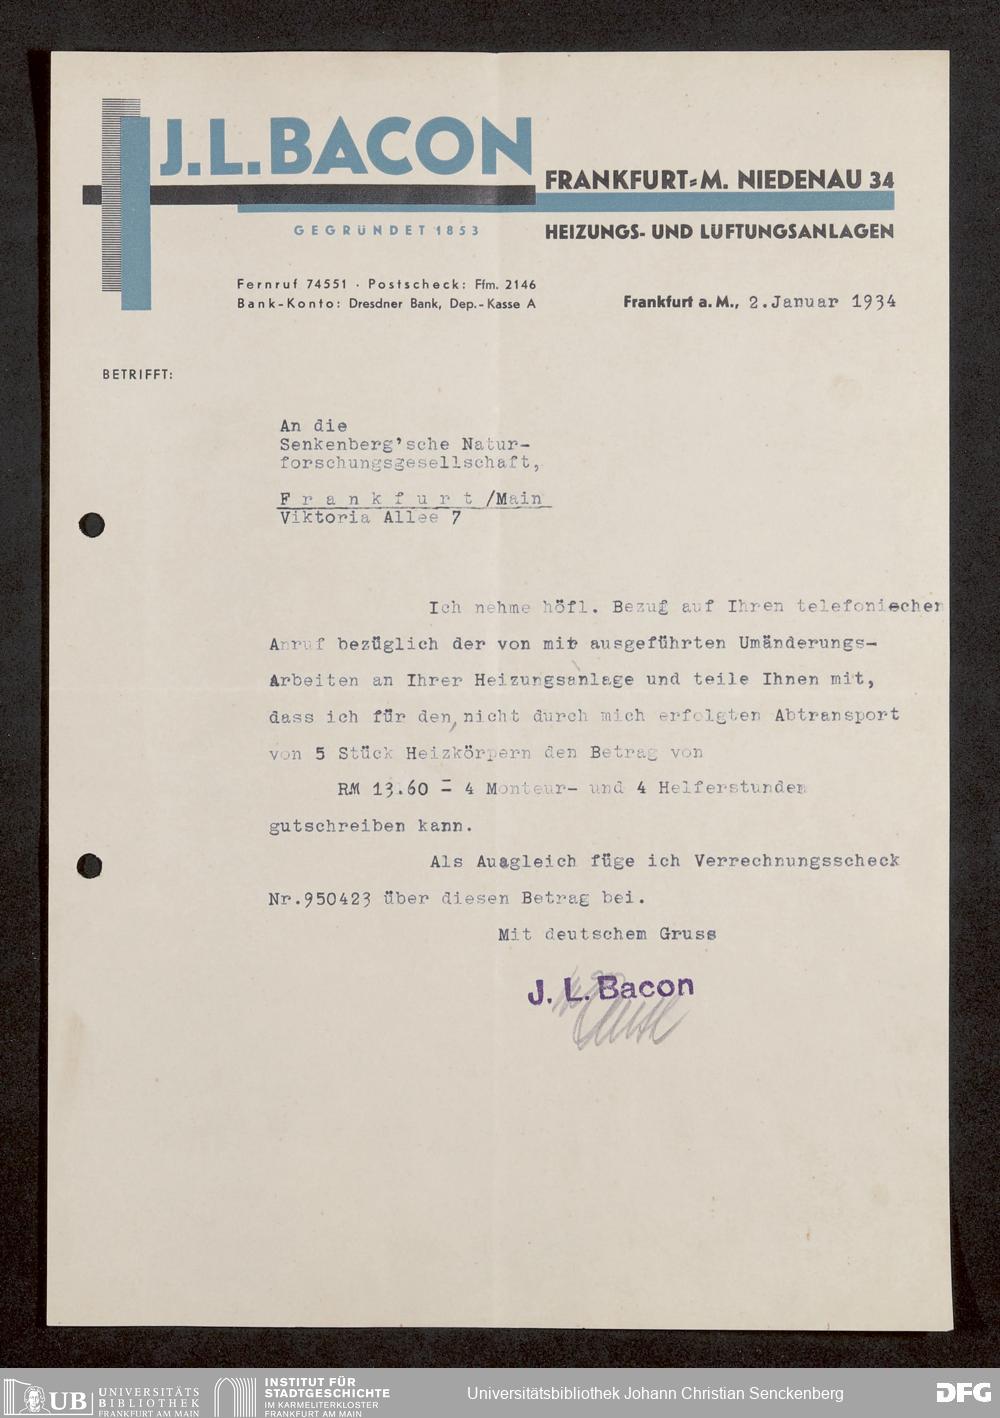 J.L. BACON
FRANKFURT-M. NIEDENAU 34
GEGRÜNDET 1853
HEIZUNGS- UND LUFTUNGSANLAGEN
Fernruf 74551 · Postscheck: Ffm. 2146
Bank-Konto: Dresdner Bank, Dep.-Kasse A
Frankfurt a. M., 2. Januar 1934
BETRIFFT:
An die
Senkenberg'sche Natur-
forschungsgesellschaft,
F r a n k f u r t /Main
Viktoria Allee 7
Ich nehme höfl. Bezug auf Ihren telefonischen
Anruf bezüglich der von mir ausgeführten Umänderungs-
Arbeiten an Ihrer Heizungsanlage und teile Ihnen mit,
dass ich für den, nicht durch mich erfolgten Abtransport
von 5 Stück Heizkörpern den Betrag von
RM 13.60 = 4 Monteur- und 4 Helferstunden
gutschreiben kann.
Als Ausgleich füge ich Verrechnungsscheck
Nr.950423 über diesen Betrag bei.
Mit deutschem Gruss
J. L. Bacon
UB UNIVERSITÄTS
BIBLIOTHEK
FRANKFURT AM MAIN
INSTITUT FÜR
STADTGESCHICHTE
IM KARMELITERKLOSTER
FRANKFURT AM MAIN
Universitätsbibliothek Johann Christian Senckenberg
DFG